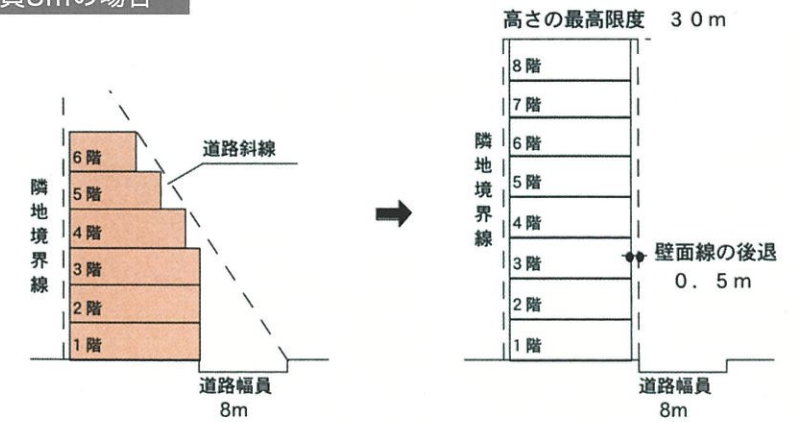 員8mの場合
6階
5階
4階
3階
2階
1階
隣地境界線
道路斜線
道路幅員
8m
高さの最高限度 30m
8階
7階
6階
5階
4階
3階
2階
1階
隣地境界線
壁面線の後退
0.5m
道路幅員
8m